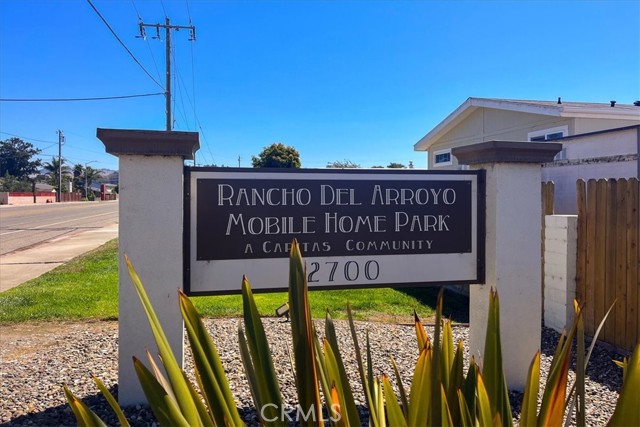 Rancho Del Arroyo
Mobile Home Park
A Caritas Community
2700
CRMLS